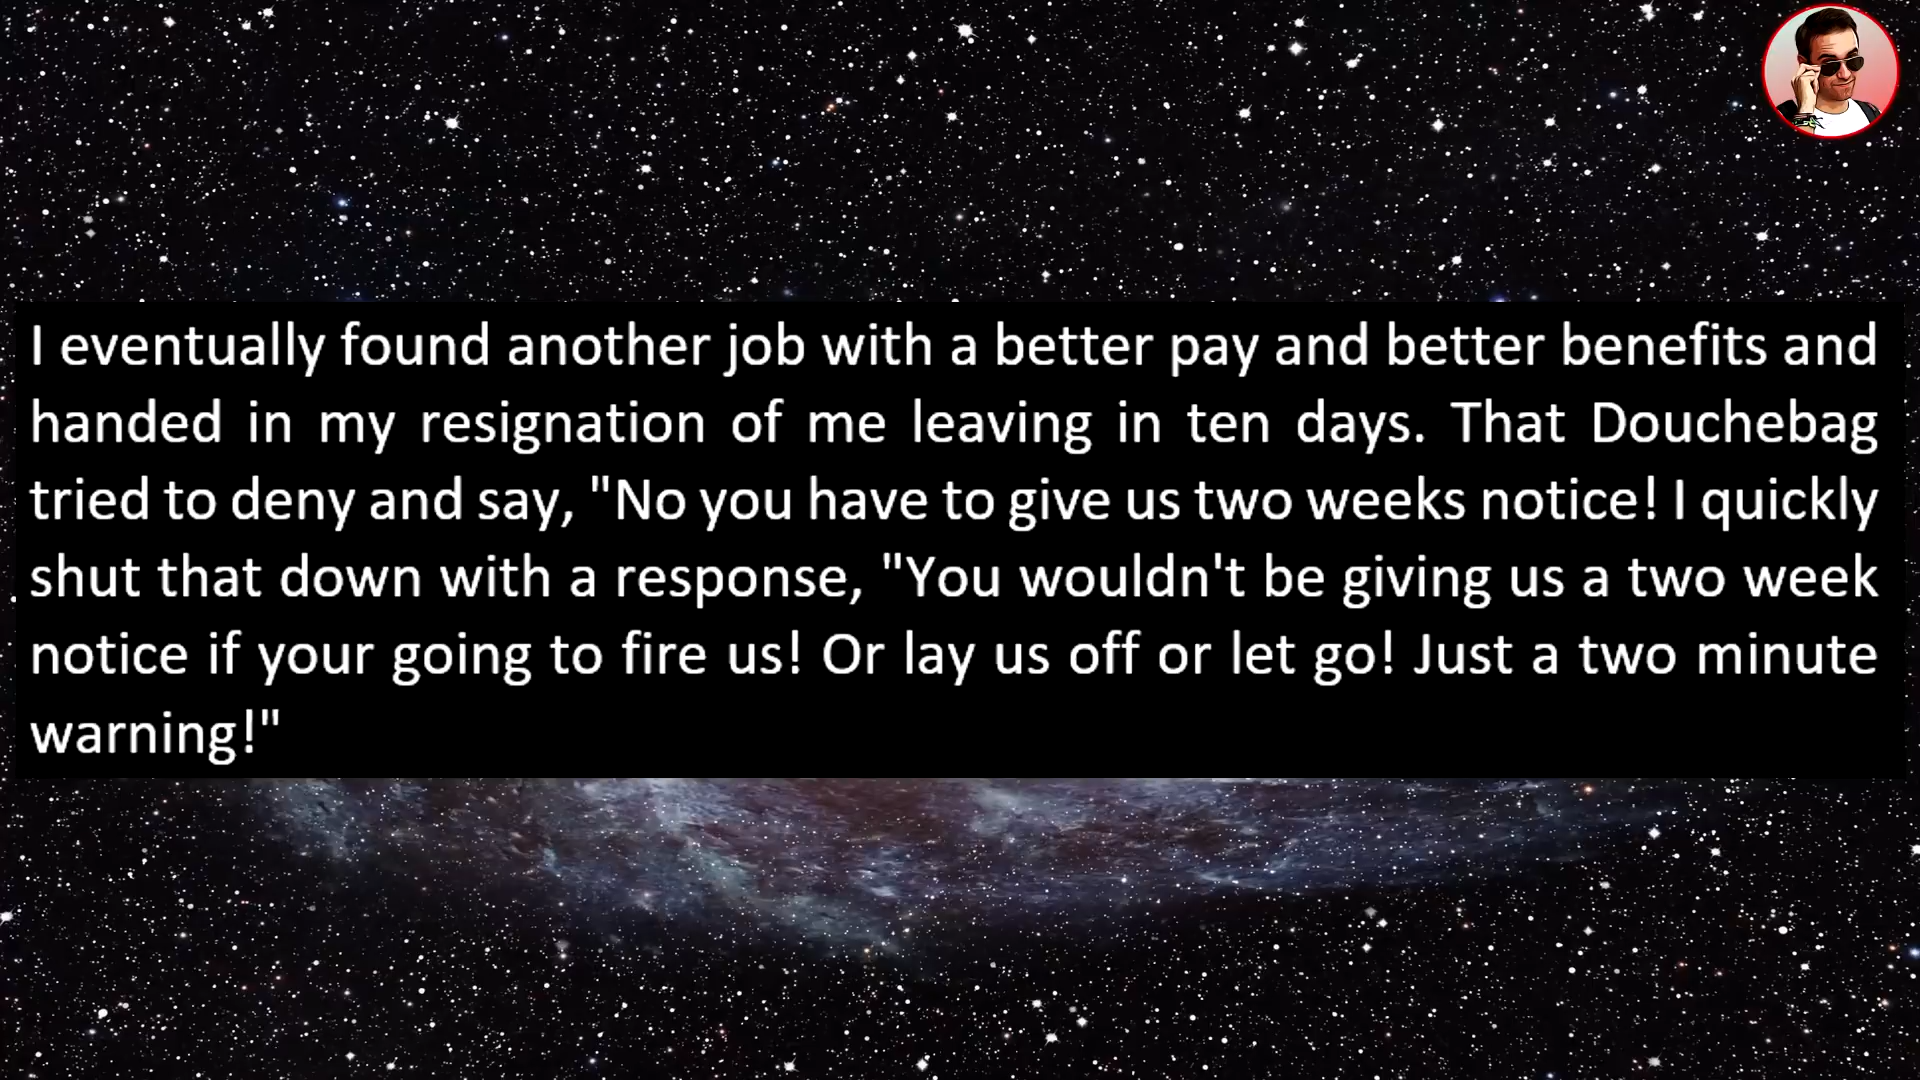 I eventually found another job with a better pay and better benefits and
handed in my resignation of me leaving in ten days. That Douchebag
tried to deny and say, "No you have to give us two weeks notice! I quickly
shut that down with a response, "You wouldn't be giving us a two week
notice if your going to fire us! Or lay us off or let go! Just a two minute
warning!"